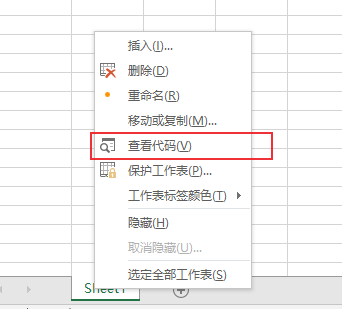 插入(I)...
删除(D)
重命名(R)
移动或复制(M)...
查看代码(V)
保护工作表(P)...
工作表标签颜色(T)
隐藏(H)
取消隐藏(U)...
选定全部工作表(S)
Sheet1